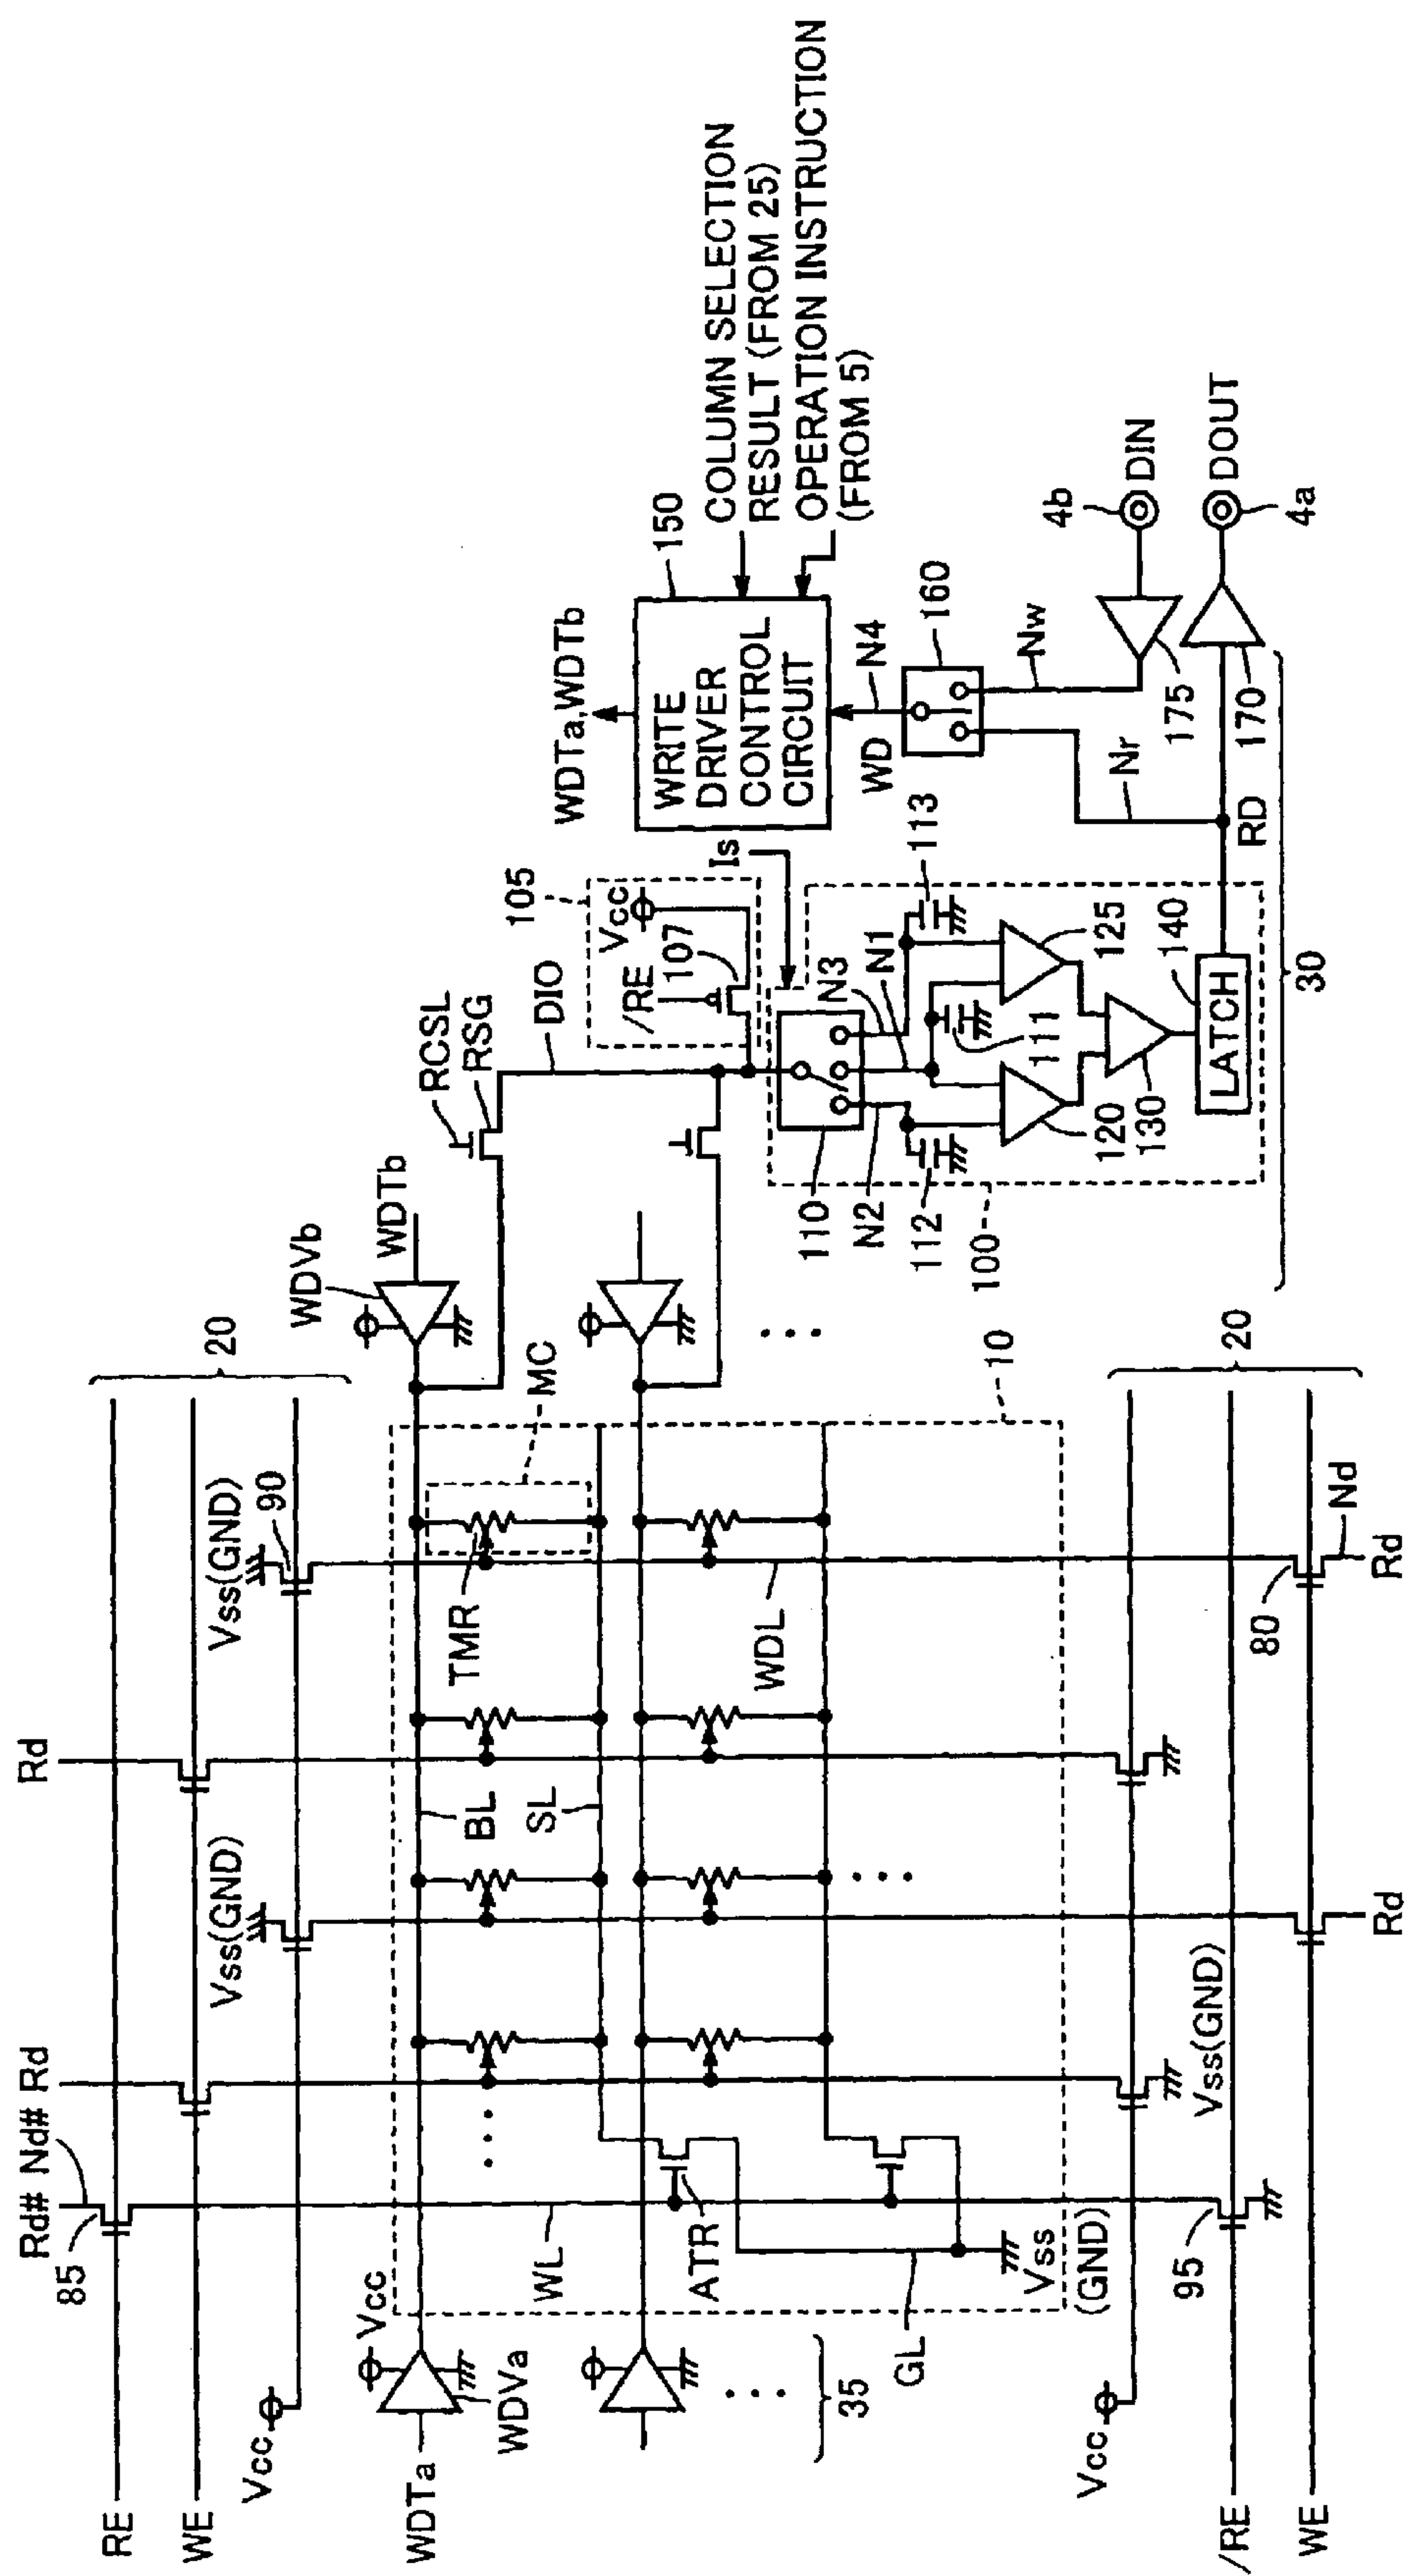 RE
WE
Vcc
Rd#
Nd#
Rd
85
Vss(GND)
Rd
Vss(GND)
90
20
WDTa
WDVa
Vcc
35
WL
ATR
GL
Vss
(GND)
BL
SL
TMR
WDL
MC
10
WDVb
WDTb
RCSL
RSG
DIO
105
Vcc
/RE
107
Is
WDTa,WDTb
150
WRITE
DRIVER
CONTROL
CIRCUIT
COLUMN SELECTION
RESULT (FROM 25)
OPERATION INSTRUCTION
(FROM 5)
WD
N4
160
Nw
Nr
4b
DIN
175
DOUT
4a
170
RD
110
N2
N3
N1
112
111
113
100
120
125
130
140
LATCH
30
Vcc
/RE
WE
95
Vss(GND)
Rd
80
Nd
Rd
20